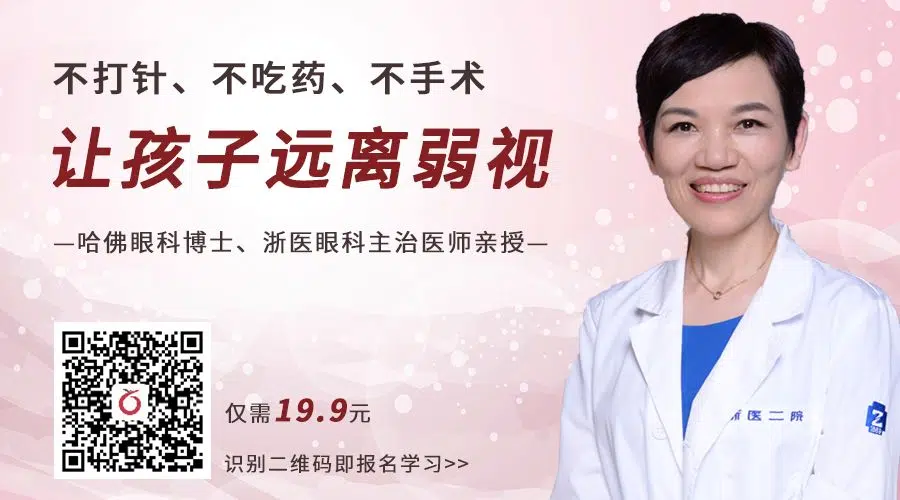 不打针、不吃药、不手术
让孩子远离弱视
—哈佛眼科博士、浙医眼科主治医师亲授—
仅需19.9元
识别二维码即报名学习>>
浙医二院
Z
1869